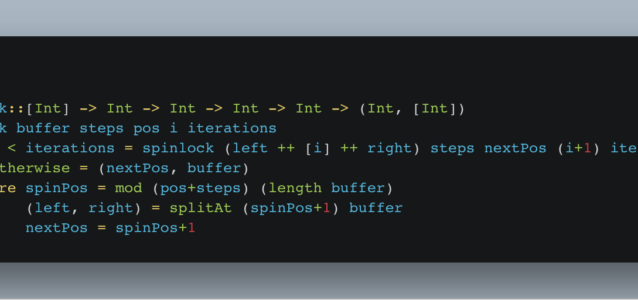 k::[Int] -> Int -> Int -> Int -> Int -> (Int, [Int])
k buffer steps pos i iterations
< iterations = spinlock (left ++ [i] ++ right) steps nextPos (i+1) ite
therwise = (nextPos, buffer)
re spinPos = mod (pos+steps) (length buffer)
(left, right) = splitAt (spinPos+1) buffer
nextPos = spinPos+1